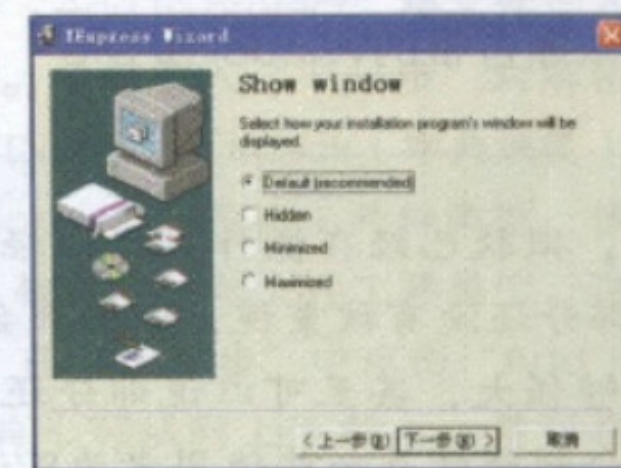 IExpress Wizard
Show window
Select how your installation program's window will be
displayed.
Default (recommended)
Hidden
Minimized
Maximized
< 上一步(B)
下一步(N) >
取消